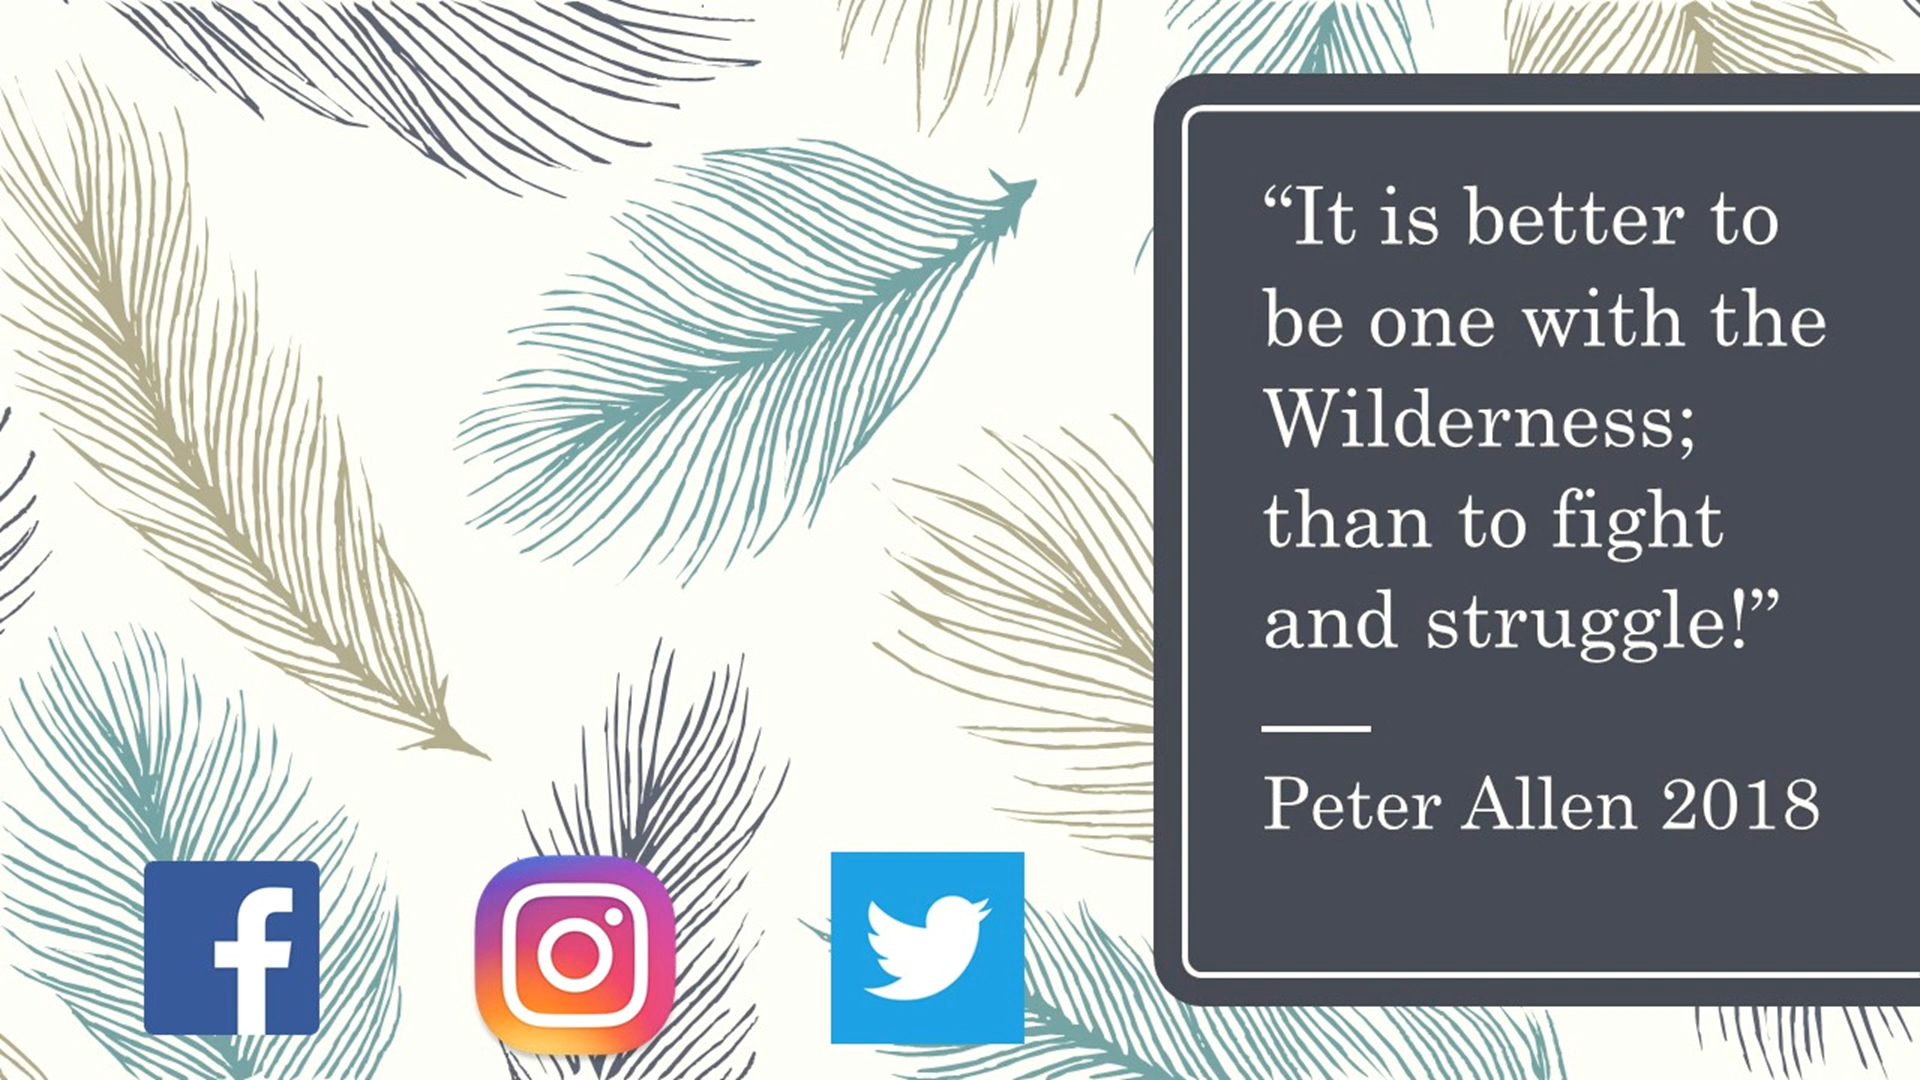 “It is better to
be one with the
Wilderness;
than to fight
and struggle!”
Peter Allen 2018